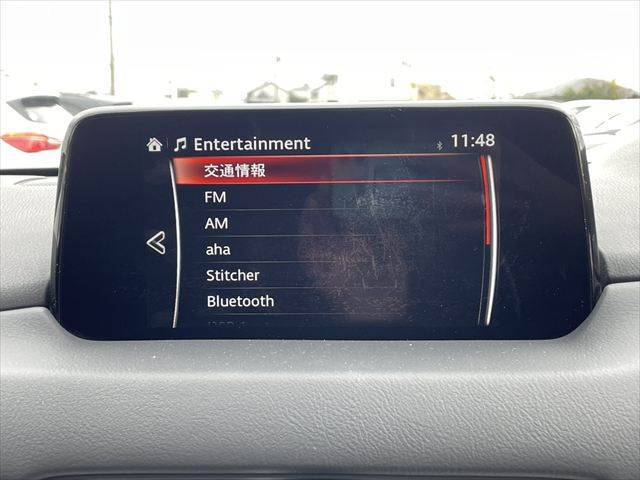 Entertainment
11:48
交通情報
FM
AM
aha
Stitcher
Bluetooth